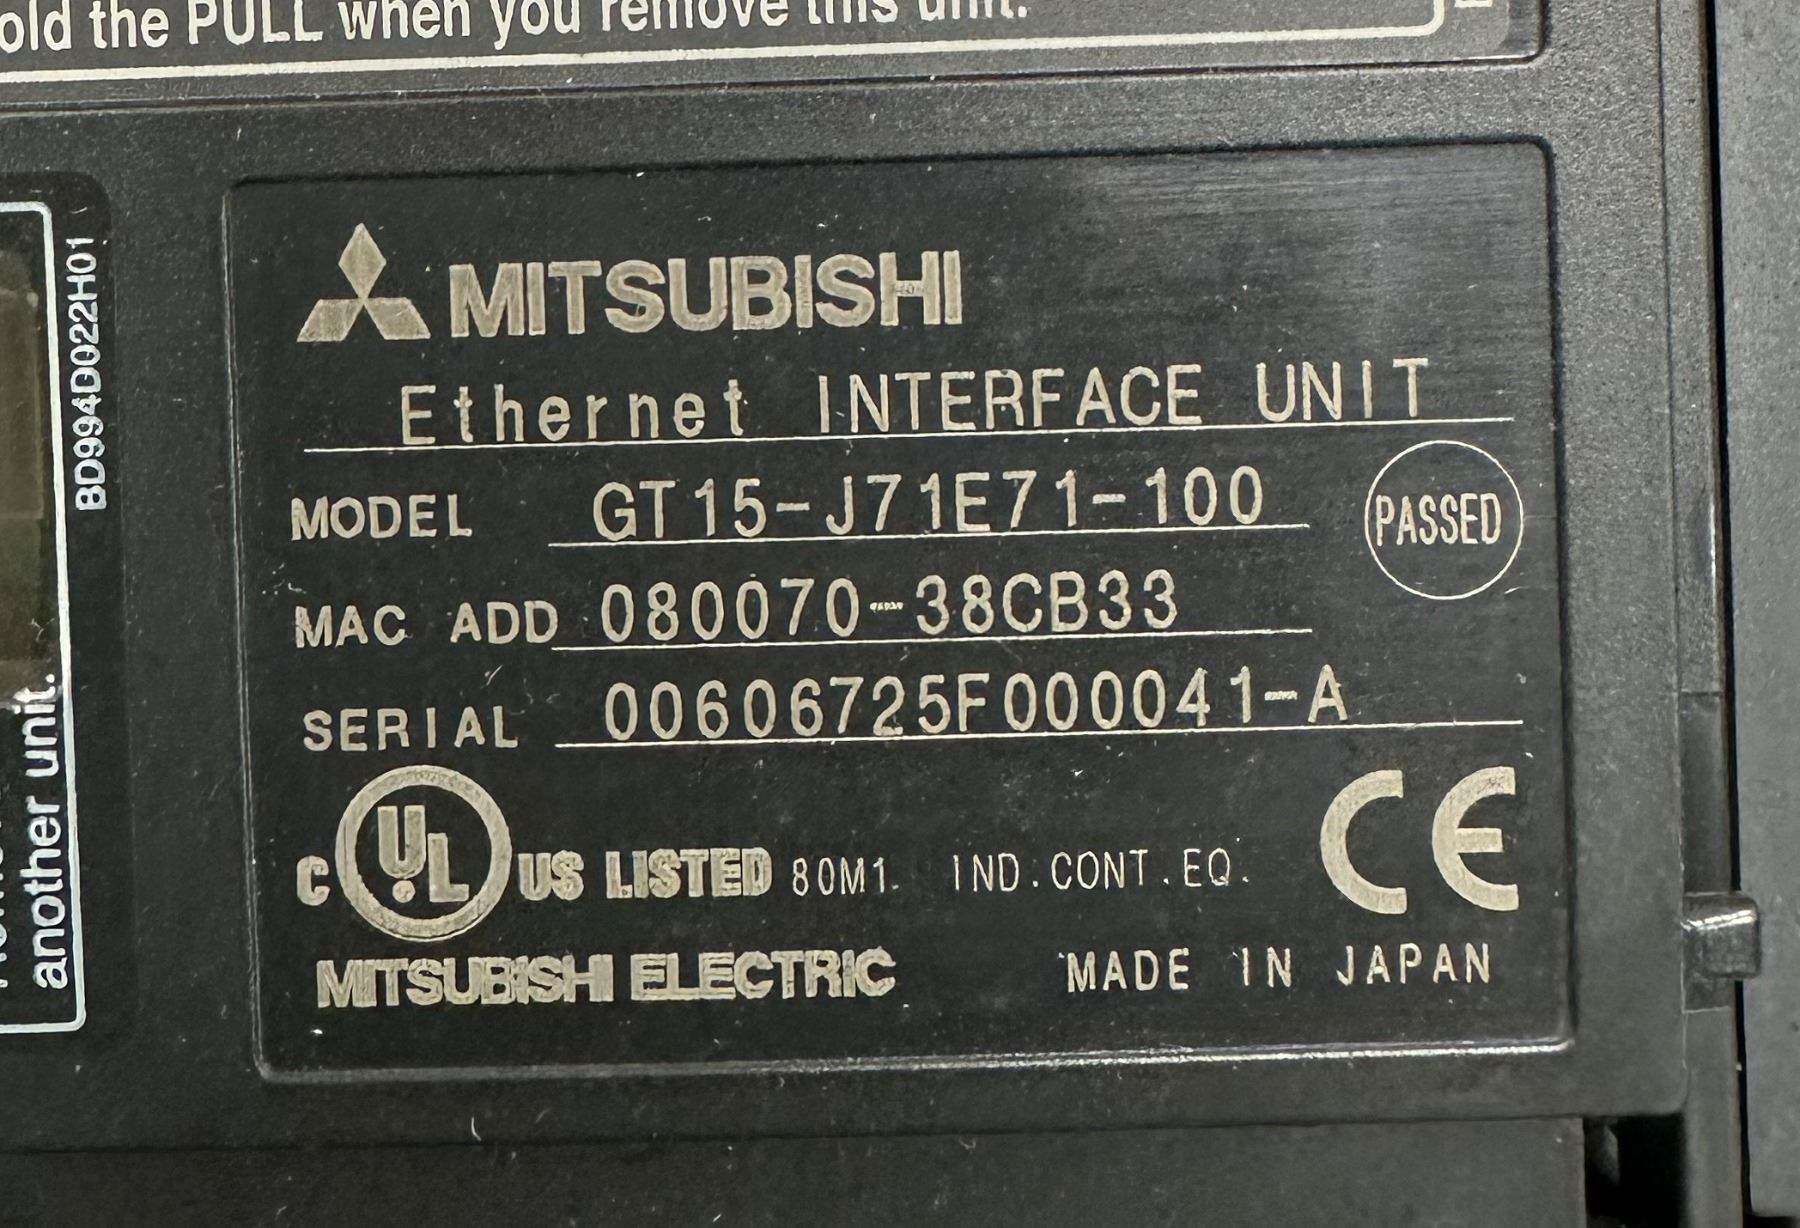 old the PULL when you remove this unit.
BD994D022H01
another unit.
MITSUBISHI
Ethernet INTERFACE UNIT
MODEL GT15-J71E71-100
PASSED
MAC ADD 080070-38CB33
SERIAL 00606725F000041-A
C UL US LISTED 80M1 IND.CONT.EQ.
CE
MITSUBISHI ELECTRIC MADE IN JAPAN